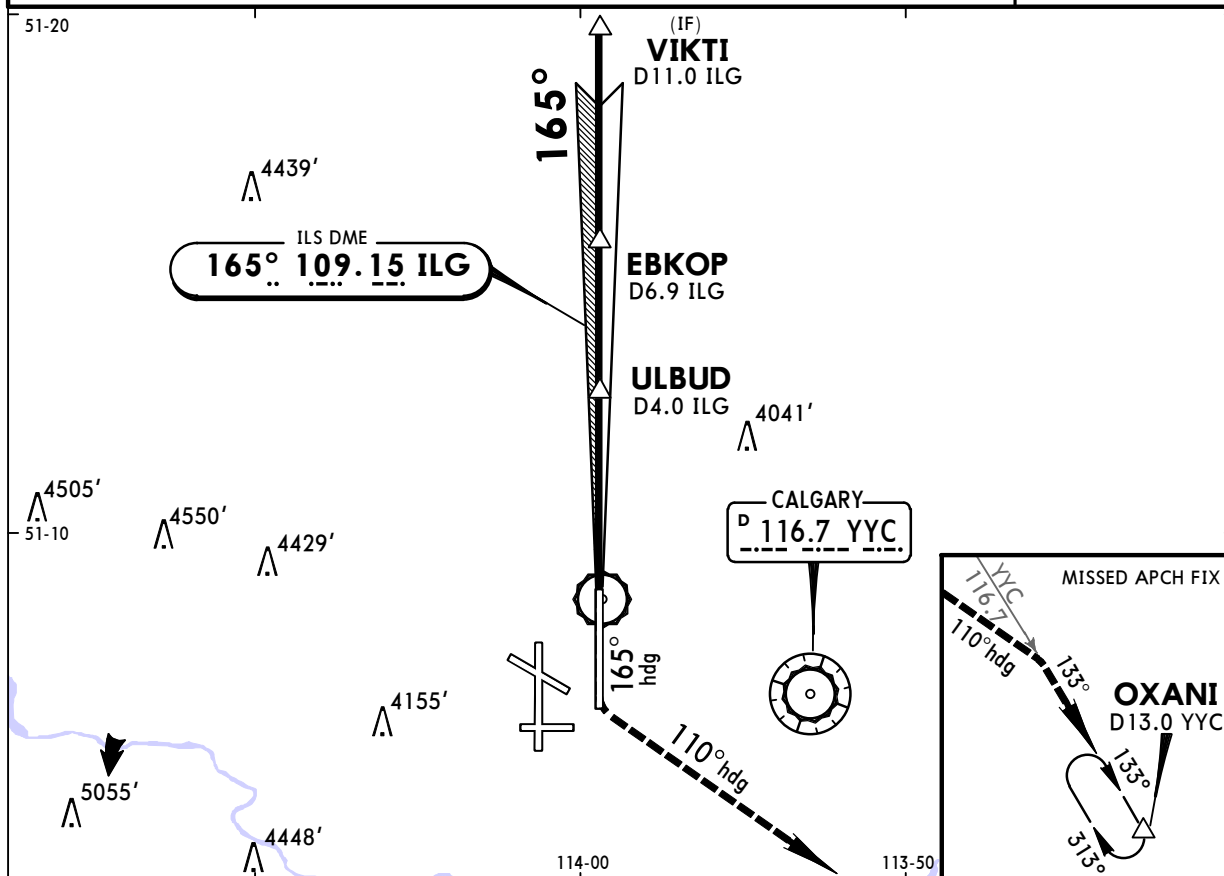 51-20
(IF)
VIKTI
D11.0 ILG
165°
4439'
ILS DME
165° 109.15 ILG
EBKOP
D6.9 ILG
ULBUD
D4.0 ILG
4041'
4505'
4550'
4429'
51-10
CALGARY
D 116.7 YYC
MISSED APCH FIX
YYC
116.7
110°hdg
133°
OXANI
D13.0 YYC
133°
313°
165°
hdg
4155'
110°hdg
5055'
4448'
114-00
113-50